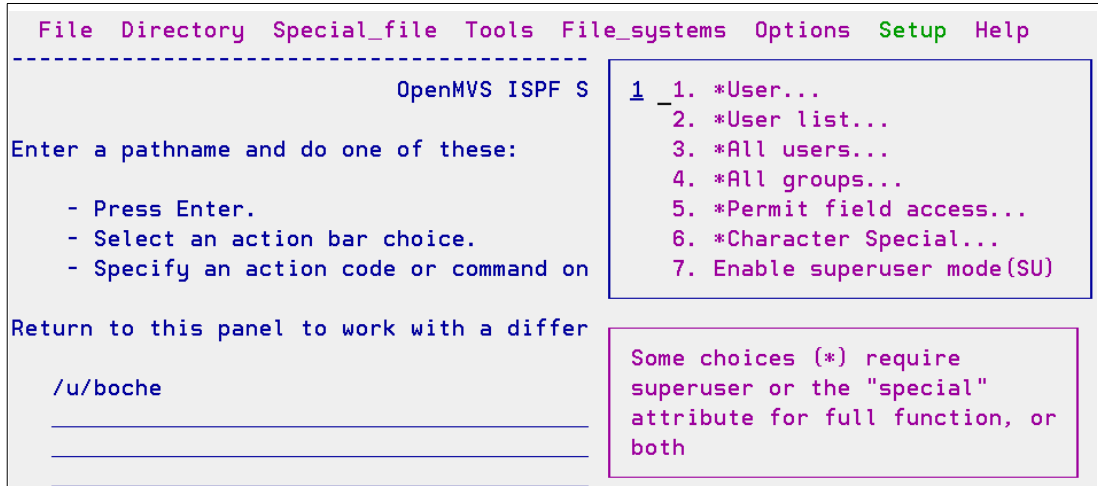 File Directory Special_file Tools File_systems Options Setup Help
-----------------------------------------
OpenMVS ISPF S
Enter a pathname and do one of these:
- Press Enter.
- Select an action bar choice.
- Specify an action code or command on
Return to this panel to work with a differ
/u/boche
1 _1. *User...
2. *User list...
3. *All users...
4. *All groups...
5. *Permit field access...
6. *Character Special...
7. Enable superuser mode(SU)
Some choices (*) require
superuser or the "special"
attribute for full function, or
both